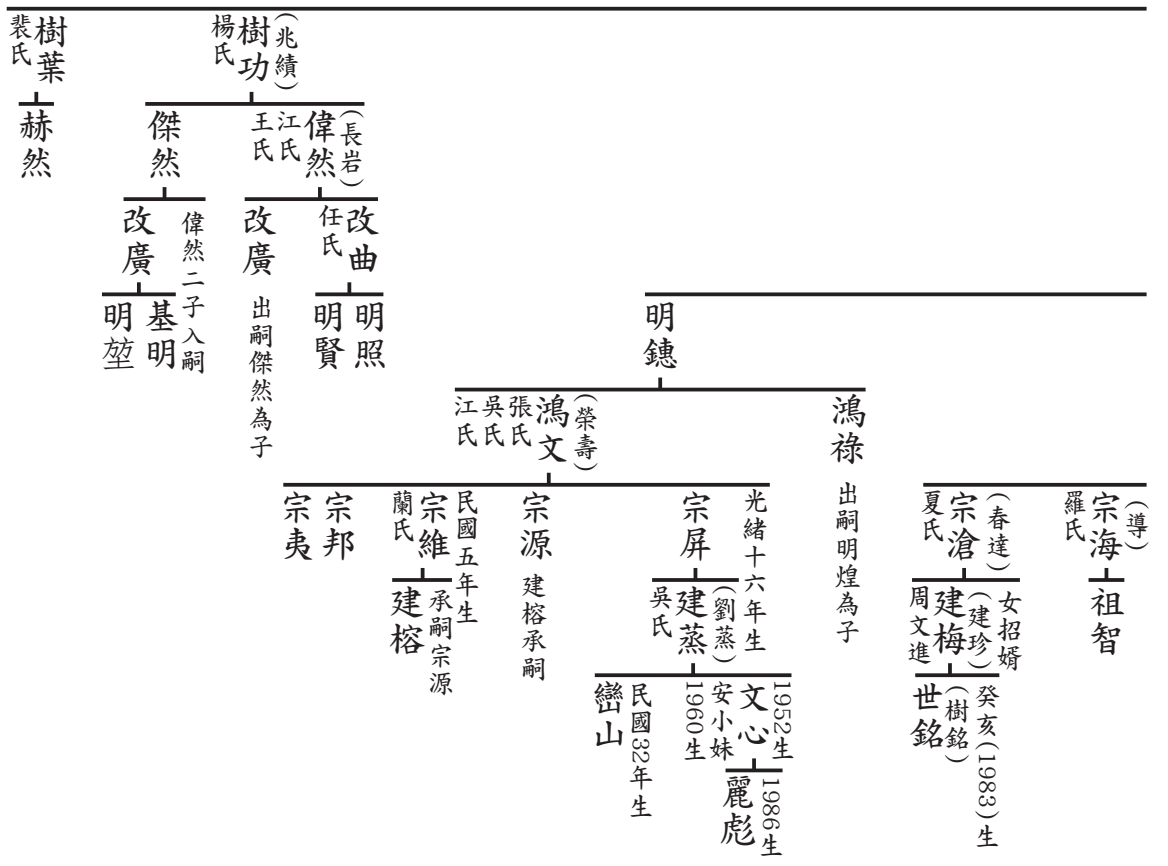 (兆績)
樹功
楊氏
樹葉
裴氏
(長岩)
偉然
江氏
王氏
傑然
赫然
改曲
任氏
改廣 出嗣傑然為子
偉然二子入嗣
改廣
明鏸
明照
明賢
基明
明堃
鴻祿 出嗣明煌為子
(榮壽)
鴻文
張氏
吳氏
江氏
(導)
宗海
羅氏
(春達)
宗滄
夏氏
光緒十六年生
宗屏
宗源 建榕承嗣
民國五年生
宗維
蘭氏
宗邦
宗夷
祖智
女招婿
(建珍)
建梅
周文進
(劉蒸)
建蒸
吳氏
承嗣宗源
建榕
癸亥(1983)生
(樹銘)
世銘
1952生
文心
安小妹
1960生
民國32年生
巒山
1986生
麗彪